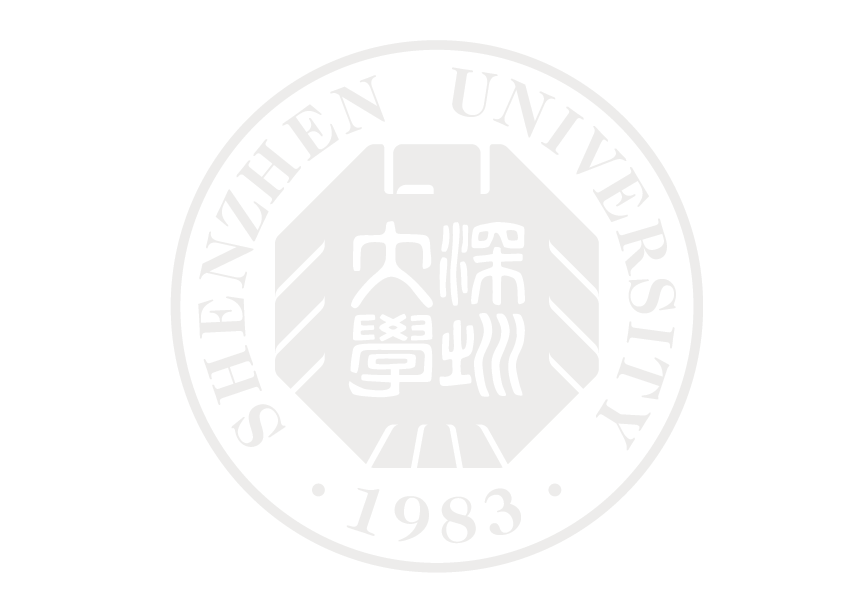 SHENZHEN UNIVERSITY
深圳
大學
· 1983 ·